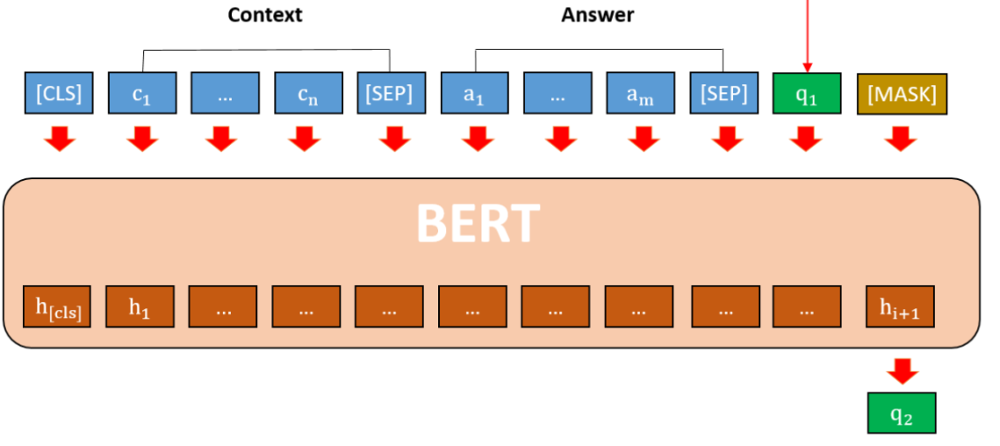 Context Answer
[CLS] c₁ ... cₙ [SEP] a₁ ... aₘ [SEP] q₁ [MASK]
BERT
h[cls] h₁ ... ... ... ... ... ... ... ... hᵢ₊₁
q₂